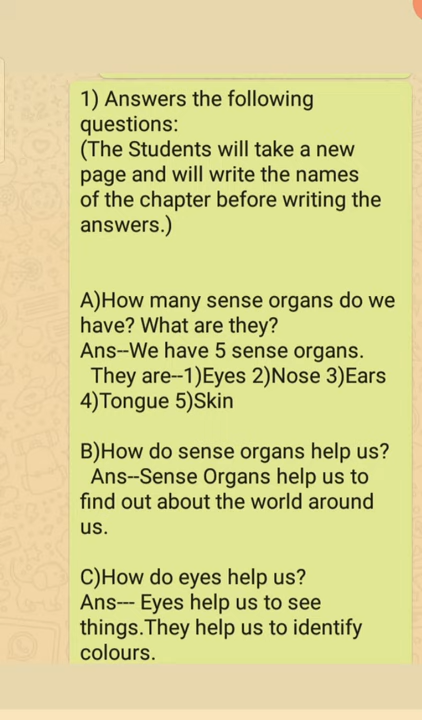 1) Answers the following
questions:
(The Students will take a new
page and will write the names
of the chapter before writing the
answers.)
A)How many sense organs do we
have? What are they?
Ans--We have 5 sense organs.
They are--1)Eyes 2)Nose 3)Ears
4)Tongue 5)Skin
B)How do sense organs help us?
Ans--Sense Organs help us to
find out about the world around
us.
C)How do eyes help us?
Ans--- Eyes help us to see
things.They help us to identify
colours.